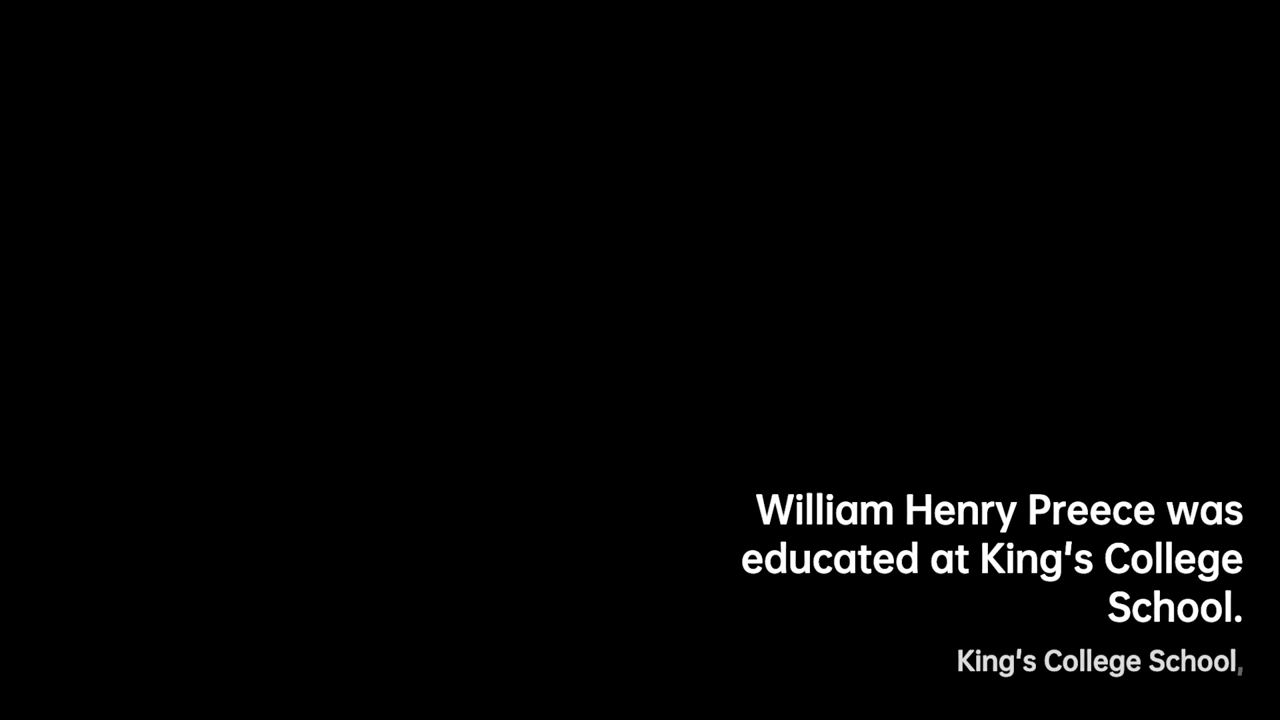 William Henry Preece was
educated at King's College
School.
King's College School,